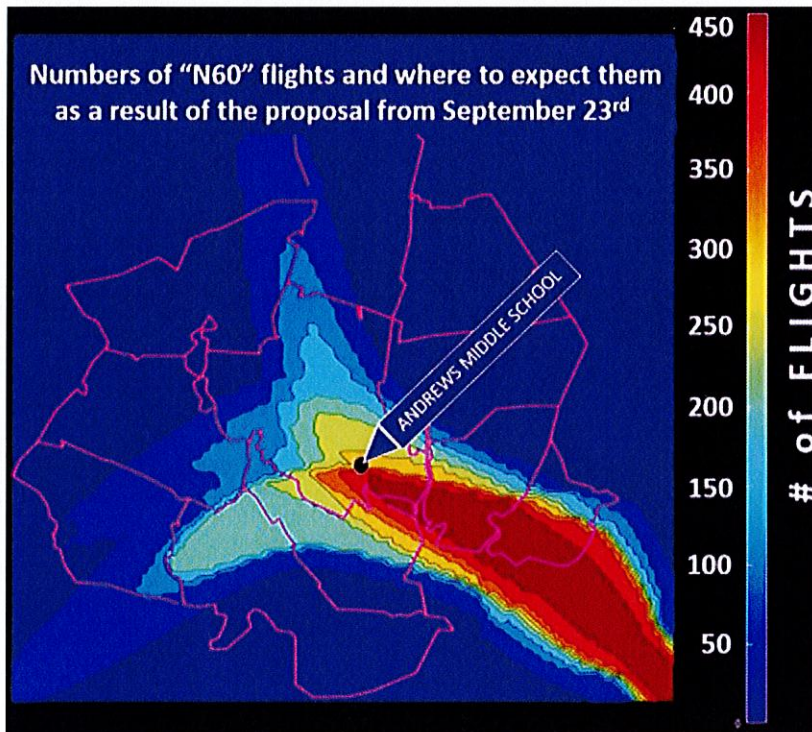 Numbers of “N60” flights and where to expect them
as a result of the proposal from September 23rd
ANDREWS MIDDLE SCHOOL
450
400
350
300
250
200
150
100
50
# of FLIGHTS